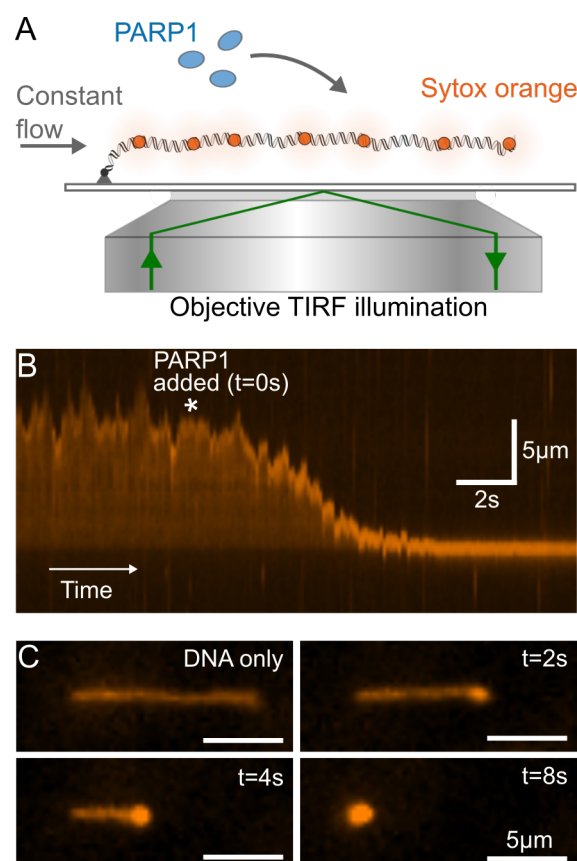 A
PARP1
Constant
flow
Sytox orange
Objective TIRF illumination
B
PARP1
added (t=0s)
*
5µm
2s
Time
C
DNA only
t=2s
t=4s
t=8s
5µm